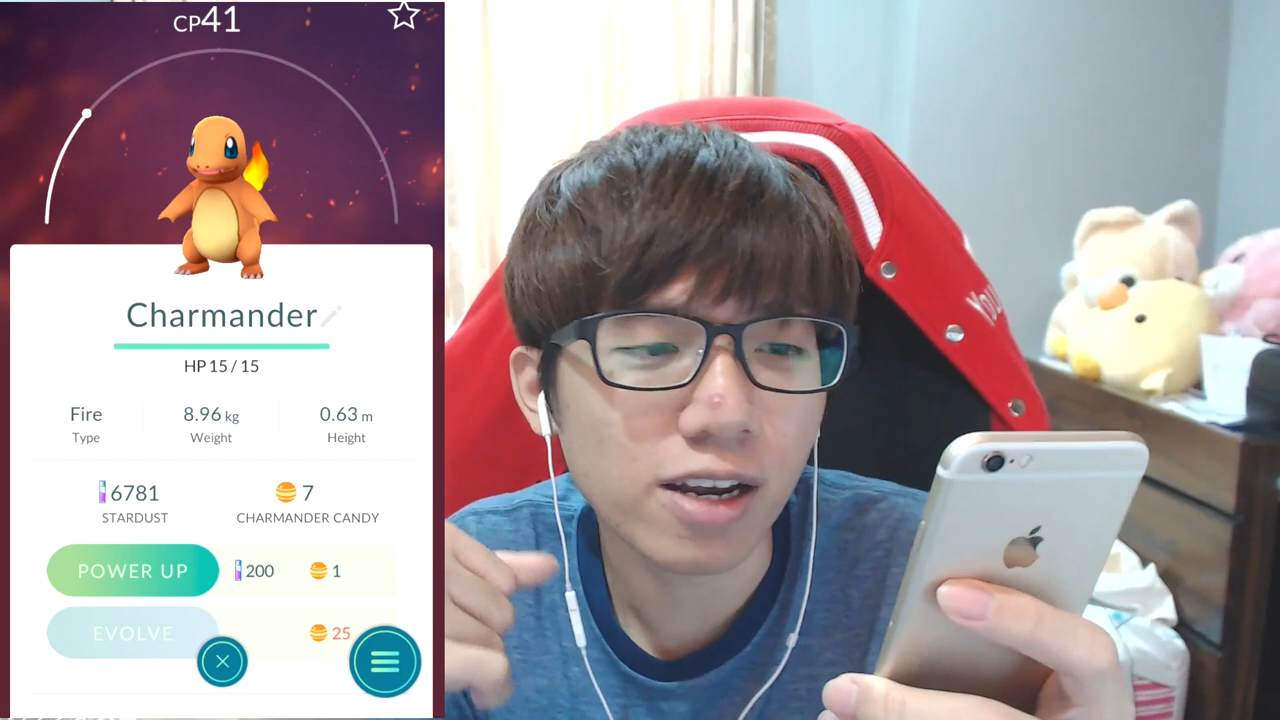 CP41
Charmander
HP 15 / 15
Fire
8.96 kg
0.63 m
Type
Weight
Height
6781
7
STARDUST
CHARMANDER CANDY
POWER UP
200
1
EVOLVE
25
You